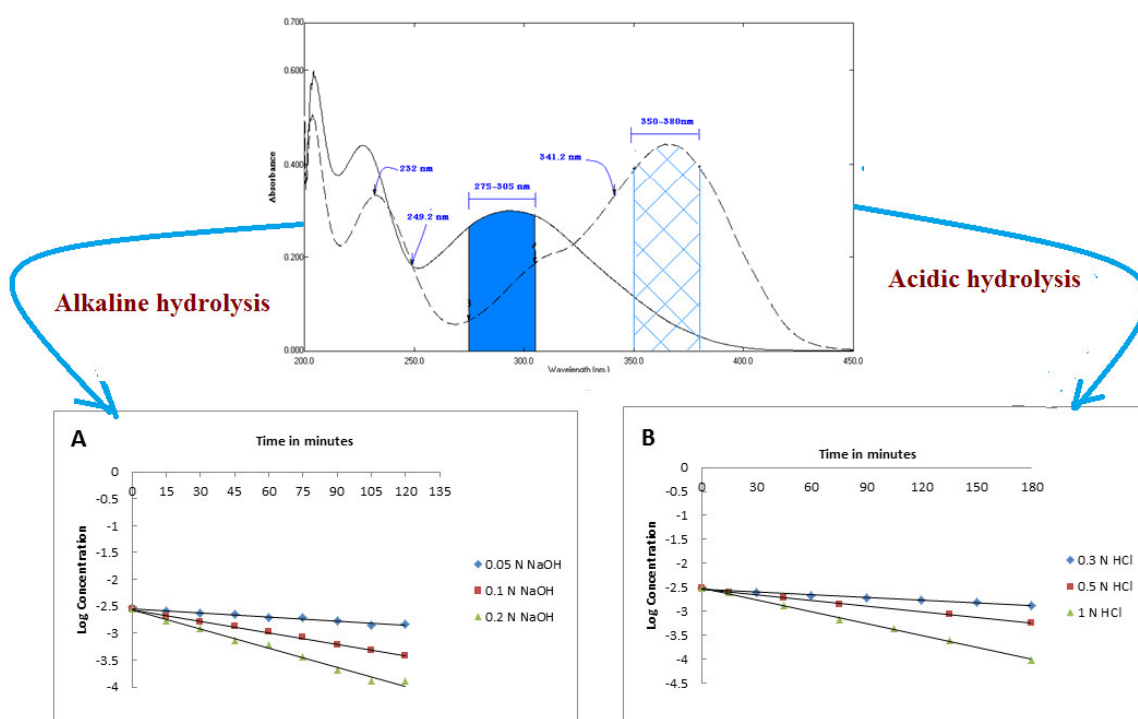 0.700
0.600
0.400
0.200
0.000
Absorbance
200.0 250.0 300.0 350.0 400.0 450.0
Wavelength [nm.]
232 nm
249.2 nm
275-305 nm
341.2 nm
350-380nm
3
Alkaline hydrolysis
Acidic hydrolysis
A
Time in minutes
0 15 30 45 60 75 90 105 120 135
0
-0.5
-1
-1.5
-2
-2.5
-3
-3.5
-4
Log Concentration
0.05 N NaOH
0.1 N NaOH
0.2 N NaOH
B
Time in minutes
0 30 60 90 120 150 180
0
-0.5
-1
-1.5
-2
-2.5
-3
-3.5
-4
-4.5
Log Concentration
0.3 N HCl
0.5 N HCl
1 N HCl